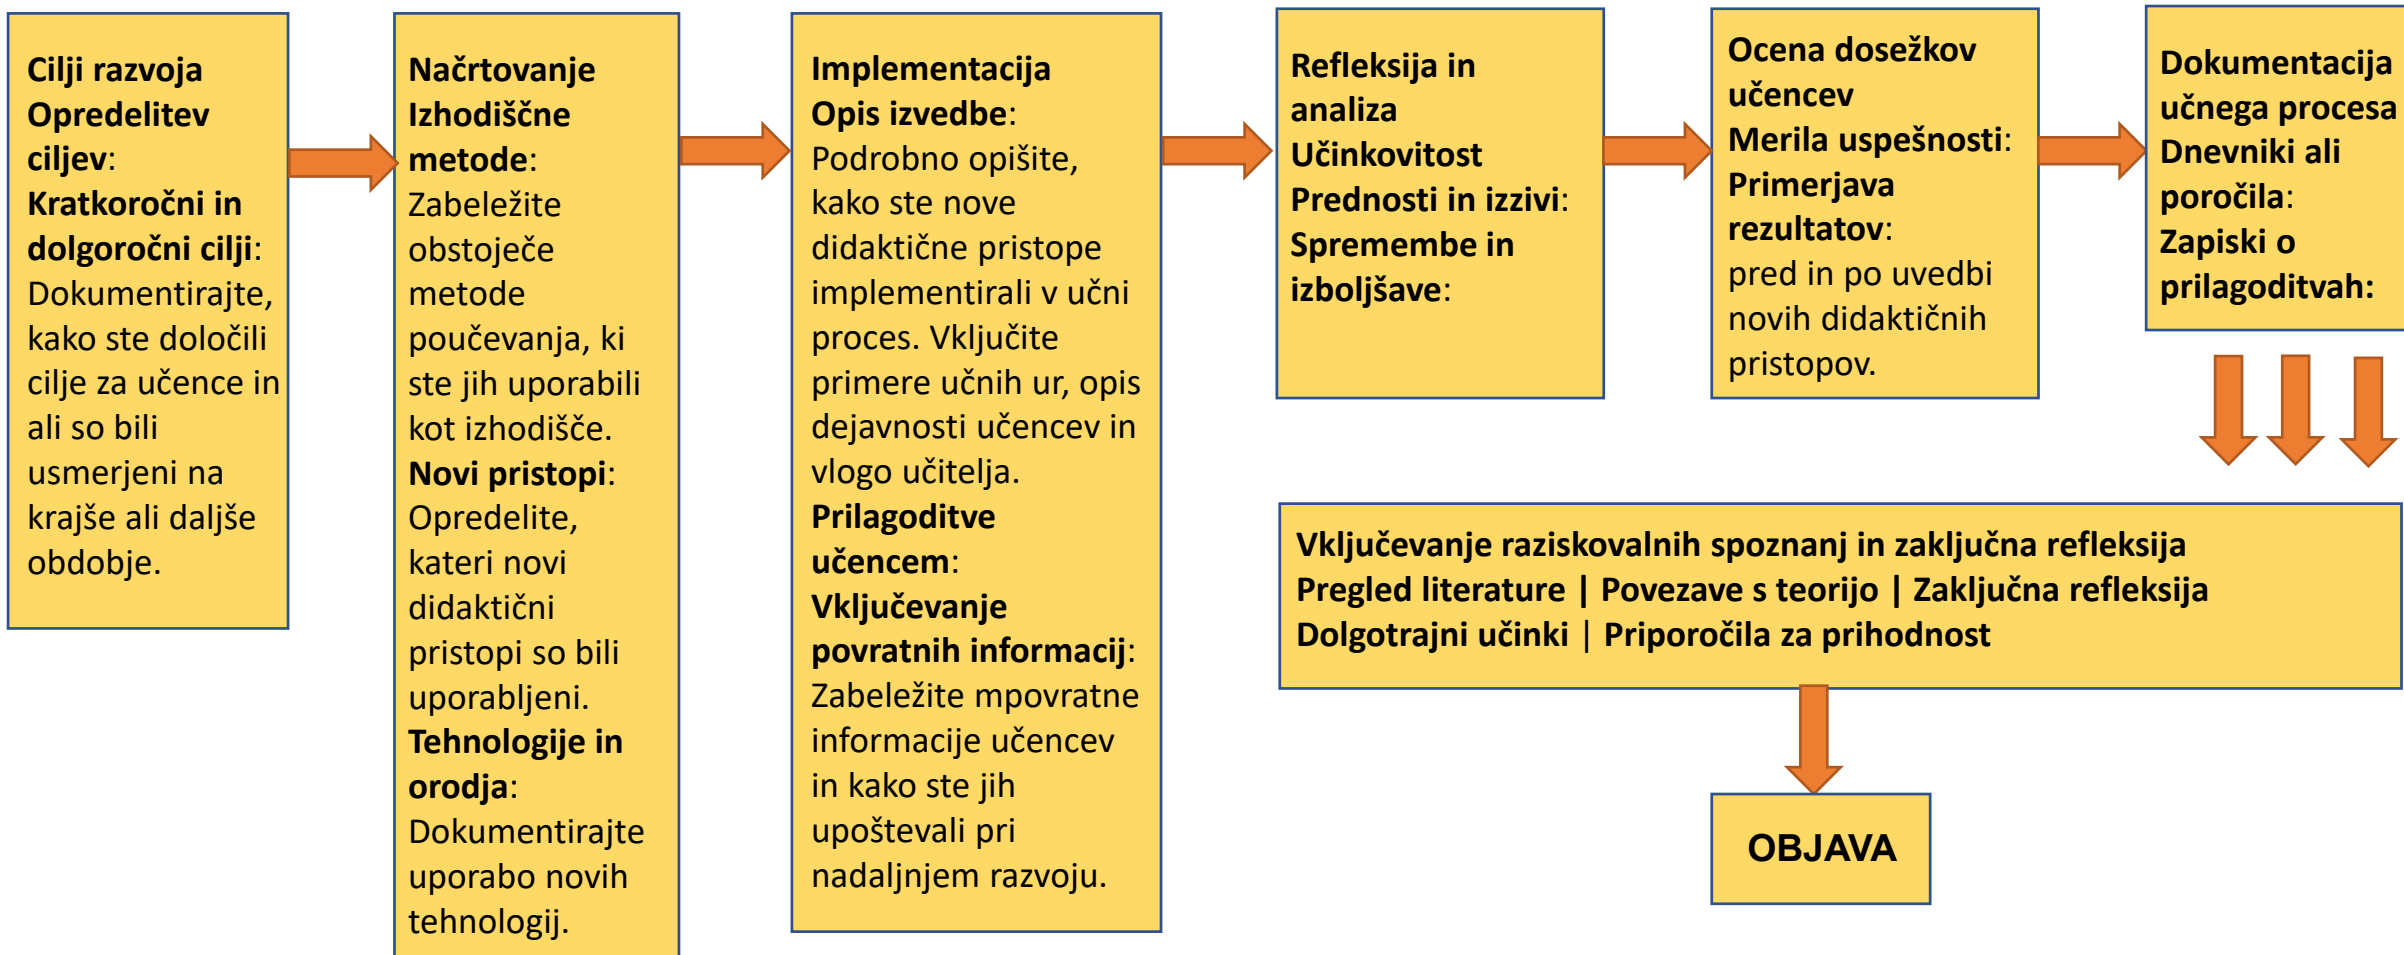 Cilji razvoja
Opredelitev
ciljev:
Kratkoročni in
dolgoročni cilji:
Dokumentirajte,
kako ste določili
cilje za učence in
ali so bili
usmerjeni na
krajše ali daljše
obdobje.
Načrtovanje
Izhodiščne
metode:
Zabeležite
obstoječe
metode
poučevanja, ki
ste jih uporabili
kot izhodišče.
Novi pristopi:
Opredelite,
kateri novi
didaktični
pristopi so bili
uporabljeni.
Tehnologije in
orodja:
Dokumentirajte
uporabo novih
tehnologij.
Implementacija
Opis izvedbe:
Podrobno opišite,
kako ste nove
didaktične pristope
implementirali v učni
proces. Vključite
primere učnih ur, opis
dejavnosti učencev in
vlogo učitelja.
Prilagoditve
učencem:
Vključevanje
povratnih informacij:
Zabeležite mpovratne
informacije učencev
in kako ste jih
upoštevali pri
nadaljnjem razvoju.
Refleksija in
analiza
Učinkovitost
Prednosti in izzivi:
Spremembe in
izboljšave:
Ocena dosežkov
učencev
Merila uspešnosti:
Primerjava
rezultatov:
pred in po uvedbi
novih didaktičnih
pristopov.
Dokumentacija
učnega procesa
Dnevniki ali
poročila:
Zapiski o
prilagoditvah:
Vključevanje raziskovalnih spoznanj in zaključna refleksija
Pregled literature | Povezave s teorijo | Zaključna refleksija
Dolgotrajni učinki | Priporočila za prihodnost
OBJAVA